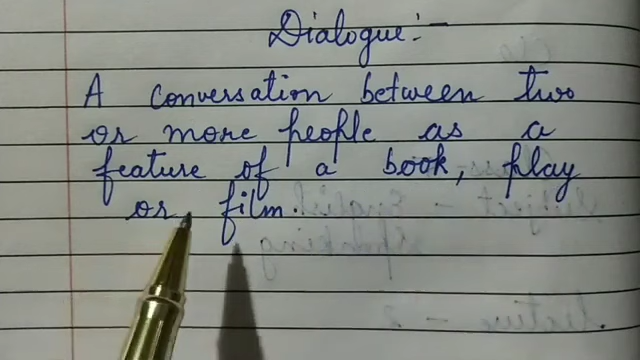 Dialogue:-
A conversation between two
or more people as a
feature of a book, play
or film.